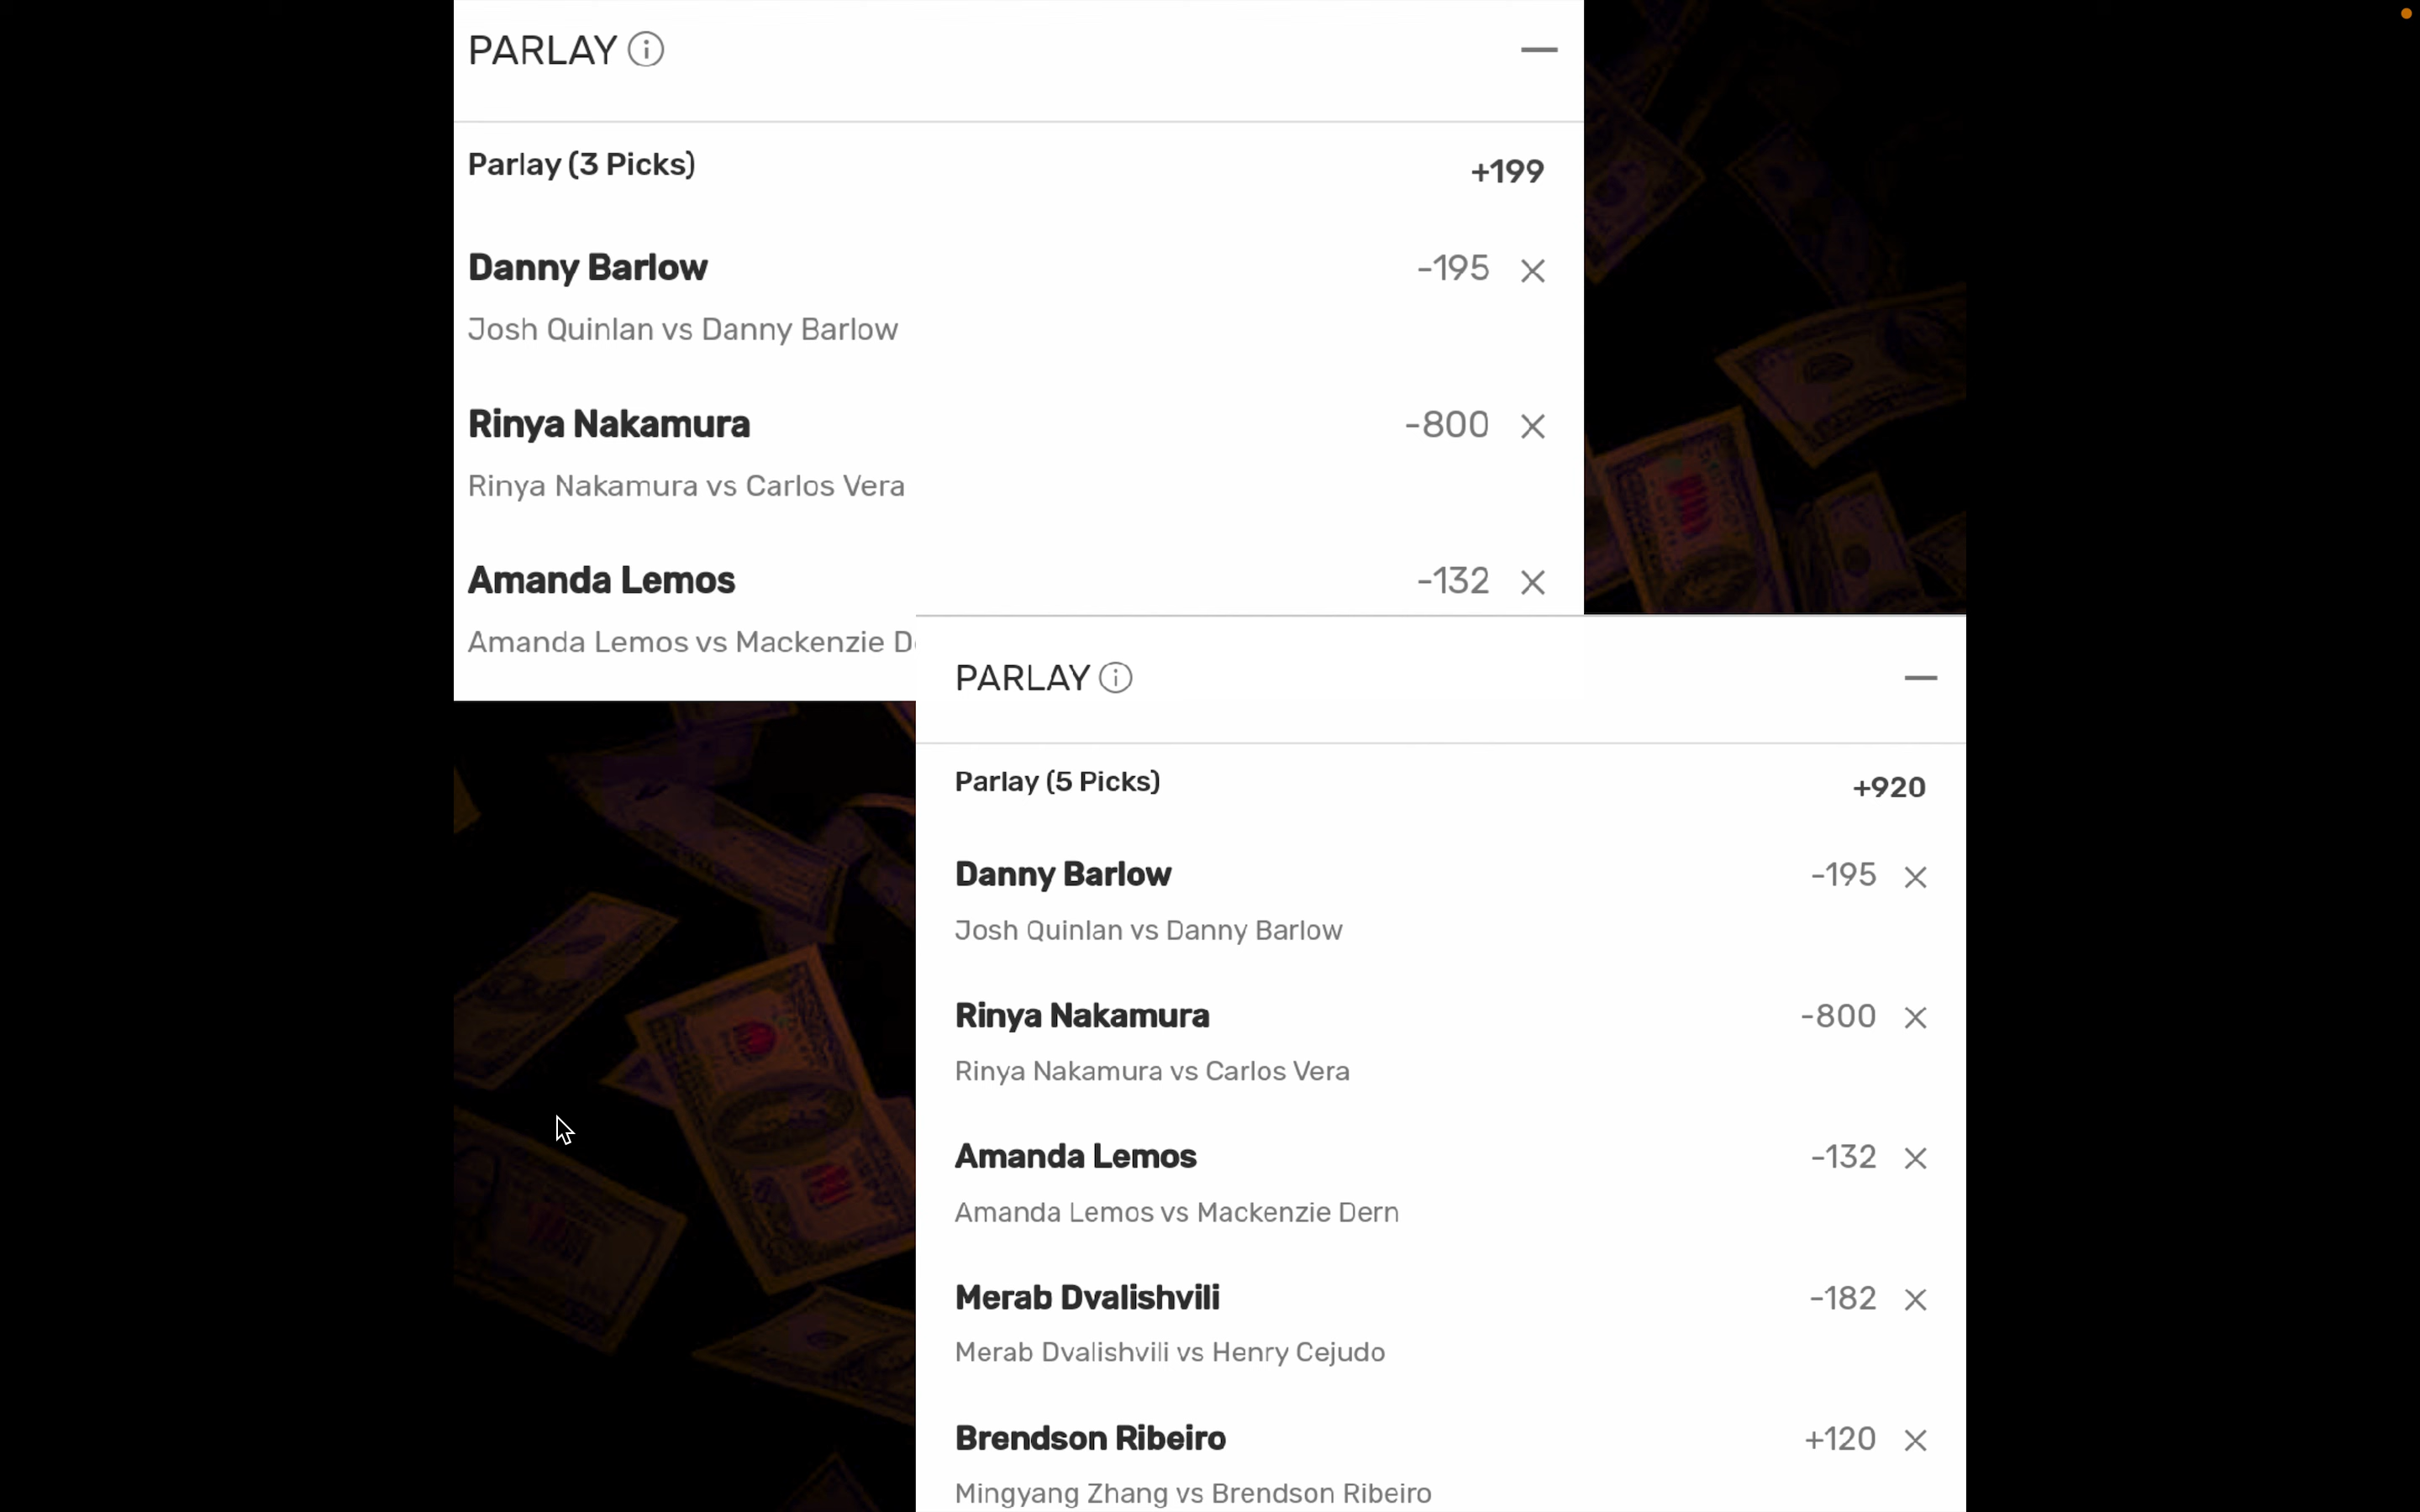 PARLAY
Parlay (3 Picks) +199
Danny Barlow -195
Josh Quinlan vs Danny Barlow
Rinya Nakamura -800
Rinya Nakamura vs Carlos Vera
Amanda Lemos -132
Amanda Lemos vs Mackenzie
PARLAY
Parlay (5 Picks) +920
Danny Barlow -195
Josh Quinlan vs Danny Barlow
Rinya Nakamura -800
Rinya Nakamura vs Carlos Vera
Amanda Lemos -132
Amanda Lemos vs Mackenzie Dern
Merab Dvalishvili -182
Merab Dvalishvili vs Henry Cejudo
Brendson Ribeiro +120
Mingyang Zhang vs Brendson Ribeiro